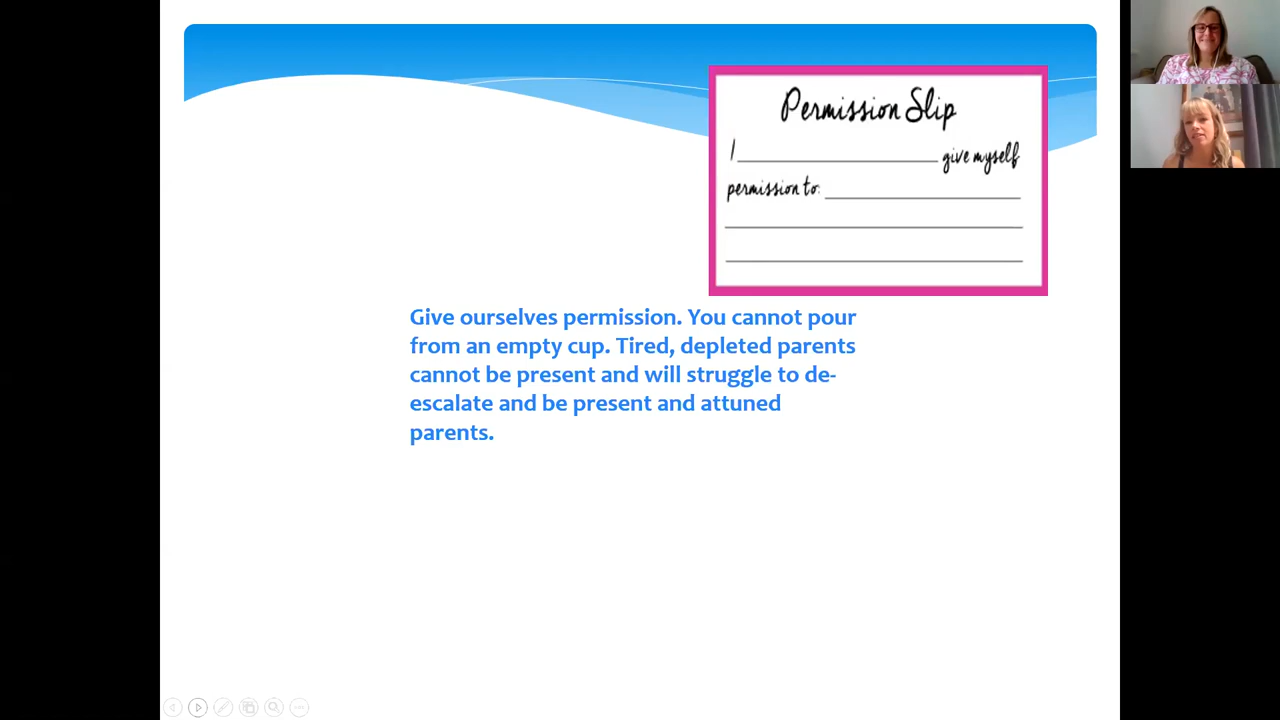 Permission Slip
I give myself
permission to:
Give ourselves permission. You cannot pour
from an empty cup. Tired, depleted parents
cannot be present and will struggle to de-
escalate and be present and attuned
parents.